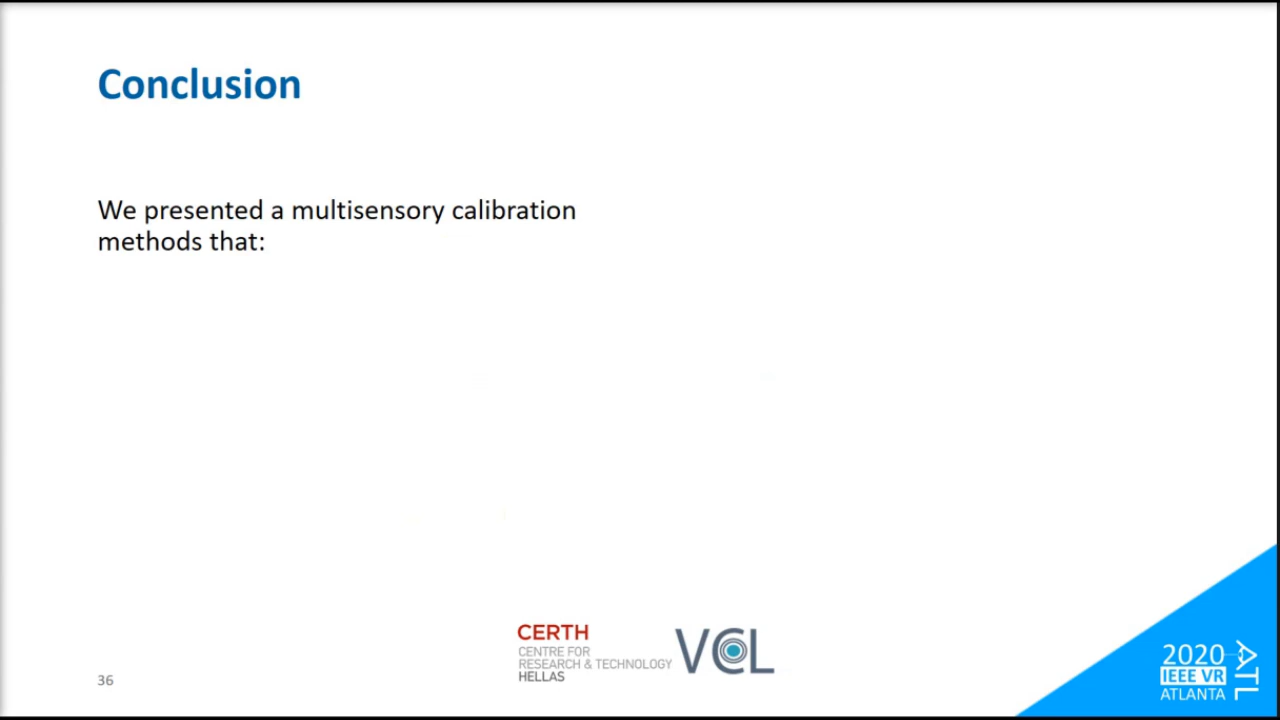 Conclusion
We presented a multisensory calibration
methods that:
CERTH
CENTRE FOR
RESEARCH & TECHNOLOGY
HELLAS
VCL
36
2020
IEEE VR
ATLANTA
ATL